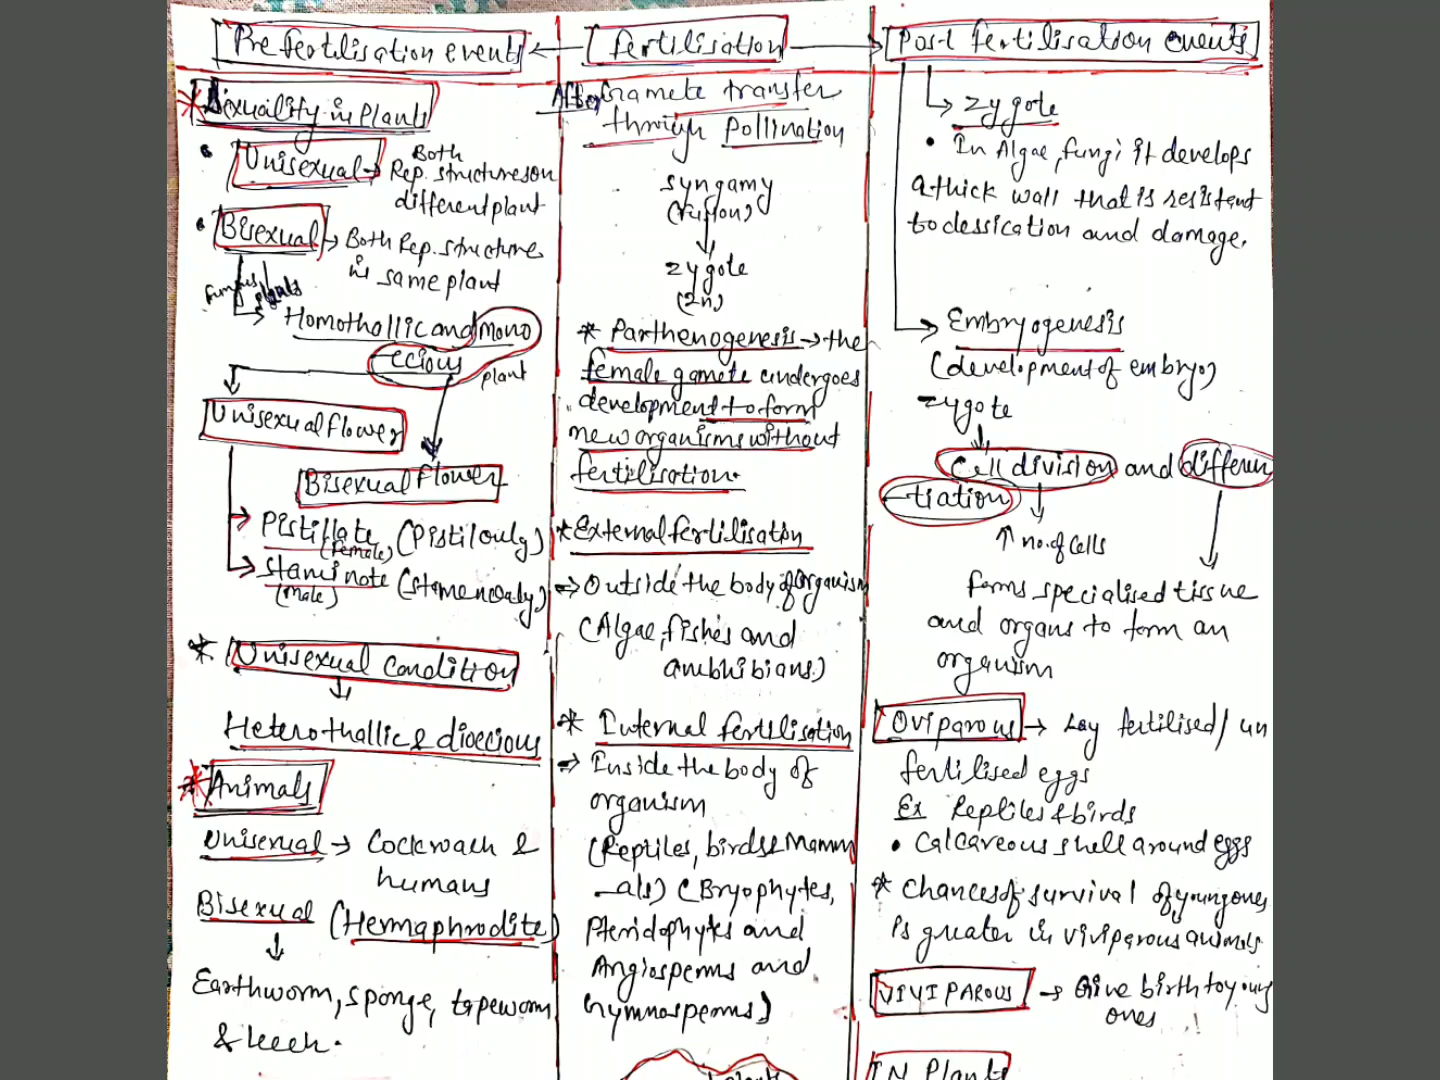 Prefertilisation events
Sexuality in plants
• Unisexual → Both
Rep. structures on
different plant
• Bisexual → Both Rep. structure
in same plant
fungus plants
Homothallic and mono
-ecious plant
Unisexual flower
Bisexual flower
Pistillate (Pistil only)
(female)
Staminate (Stamen only)
(male)
* Unisexual condition
Heterothallic & dioecious
* Animals
Unisexual → Cockroach &
humans
Bisexual (Hermaphrodite)
Earthworm, sponge, tapeworm
& leech.
fertilisation
After Gamete transfer
through Pollination
syngamy
(fusion)
zygote
(2n)
* Parthenogenesis → the
female gamete undergoes
development to form
new organisms without
fertilisation.
* External fertilisation
⇒ Outside the body of organism
(Algae, fishes and
ambhibians)
* Internal fertilisation
⇒ Inside the body of
organism
(Reptiles, birds & Mamm
-als) (Bryophytes,
Pteridophytes and
Angiosperms and
Gymnosperms)
Post fertilisation events
→ zygote
• In Algae, fungi it develops
a thick wall that is resistent
to dessication and damage.
→ Embryogenesis
(development of embryo)
zygote
Cell division and differen
-tiation
↑ no. of cells
forms specialised tissue
and organs to form an
organism
Oviparous → Lay fertilised/un
fertilised eggs
Ex Reptiles & birds
• Calcareous shell around eggs
* Chances of survival of young ones
is greater in viviparous animals
VIVIPAROUS → Give birth to young
ones
IN Plants